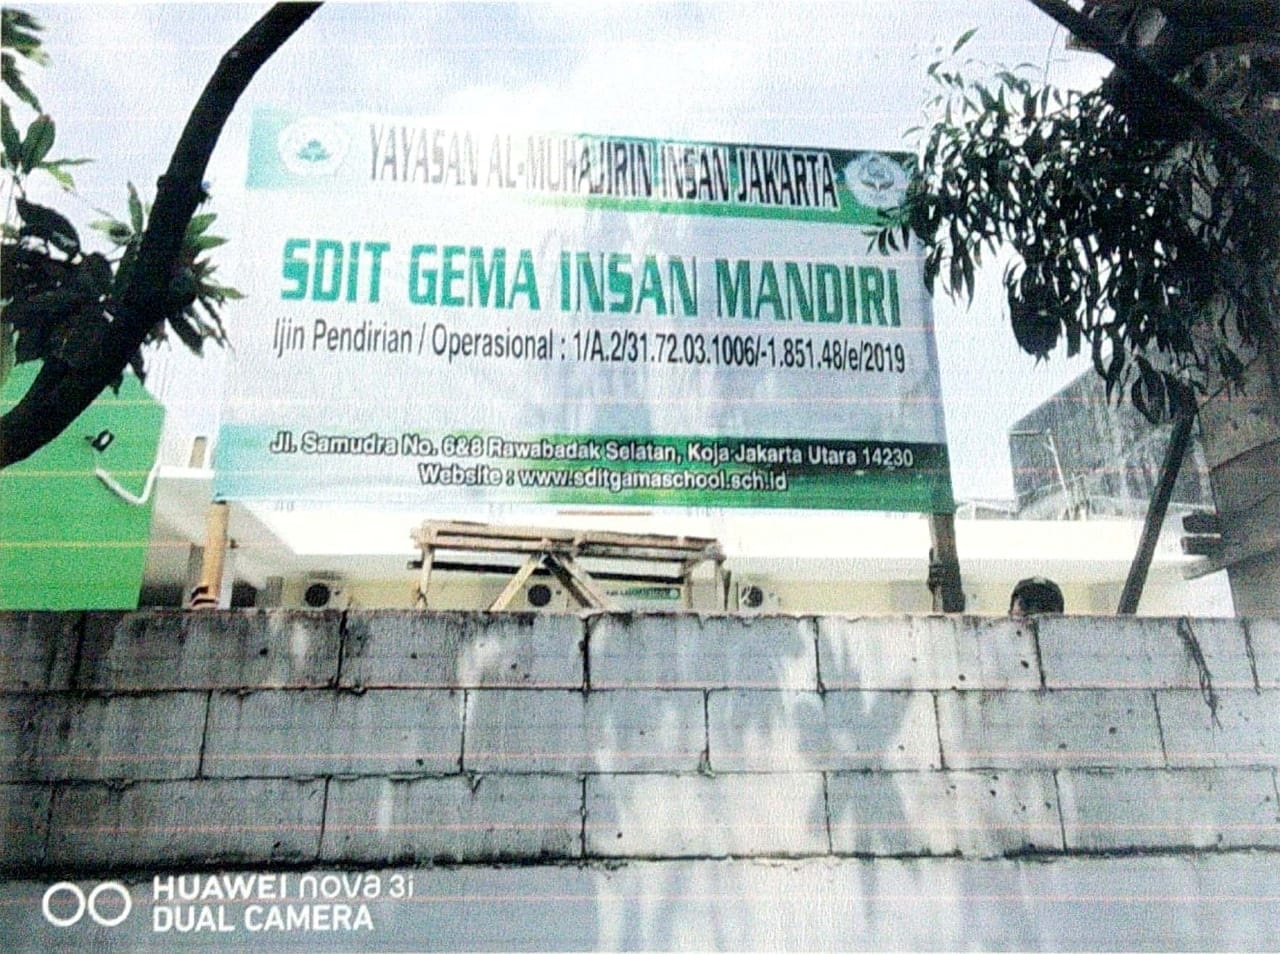 YAYASAN AL-MUHAJIRIN INSAN JAKARTA
SDIT GEMA INSAN MANDIRI
Ijin Pendirian / Operasional : 1/A.2/31.72.03.1006/-1.851.48/e/2019
Jl. Samudra No. 6&8 Rawabadak Selatan, Koja Jakarta Utara 14230
Website : www.sditgamaschool.sch.id
HUAWEI nova 3i
DUAL CAMERA